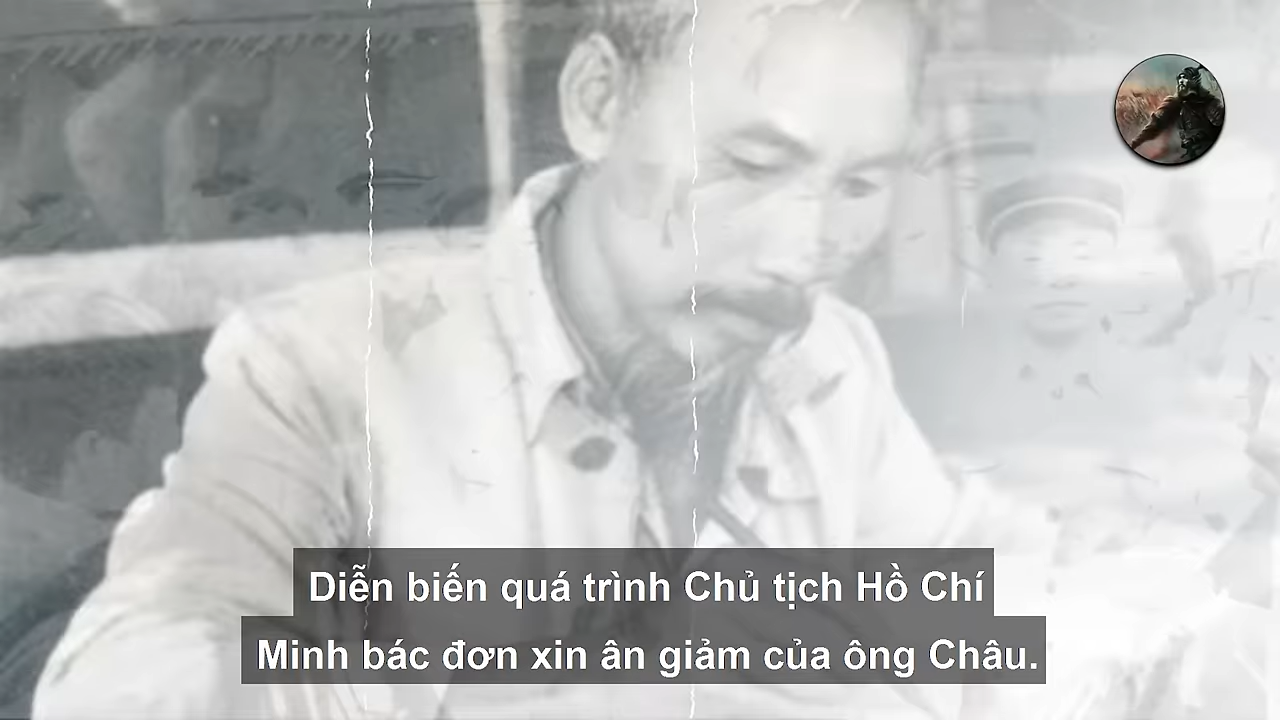 Diễn biến quá trình Chủ tịch Hồ Chí
Minh bác đơn xin ân giảm của ông Châu.